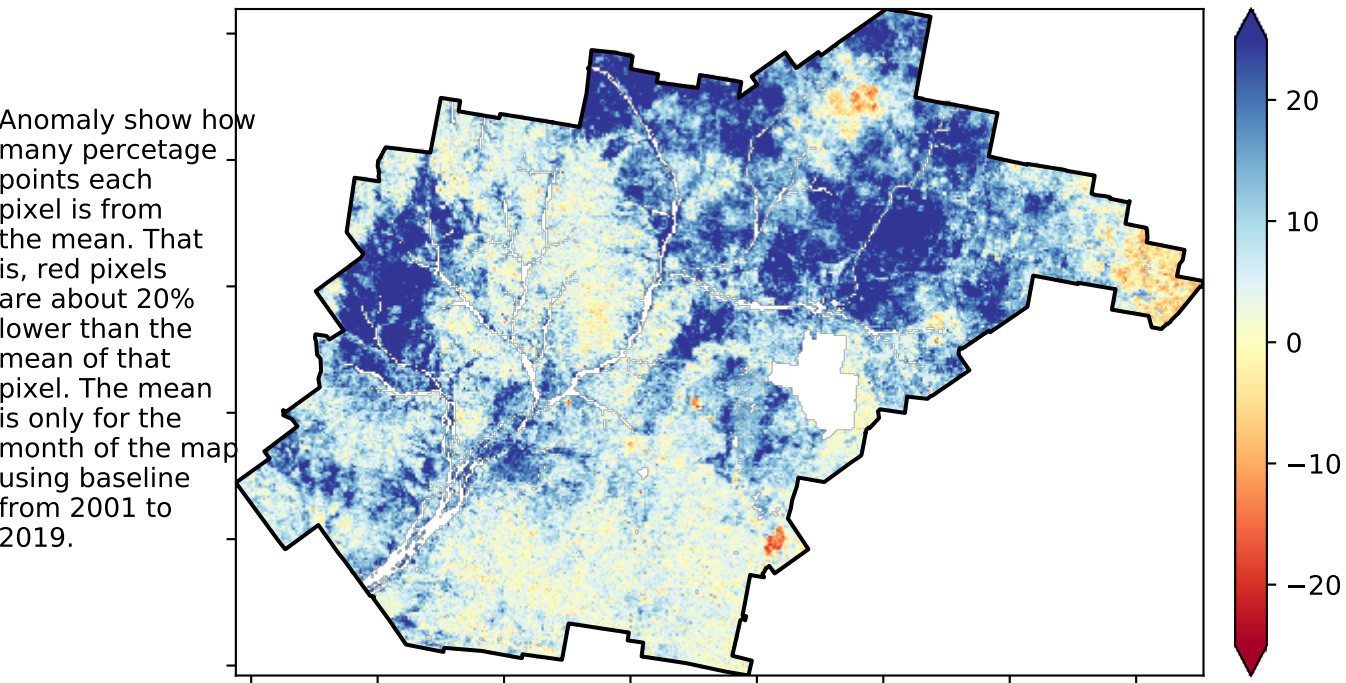 Anomaly show how
many percetage
points each
pixel is from
the mean. That
is, red pixels
are about 20%
lower than the
mean of that
pixel. The mean
is only for the
month of the map
using baseline
from 2001 to
2019.
20
10
0
−10
−20